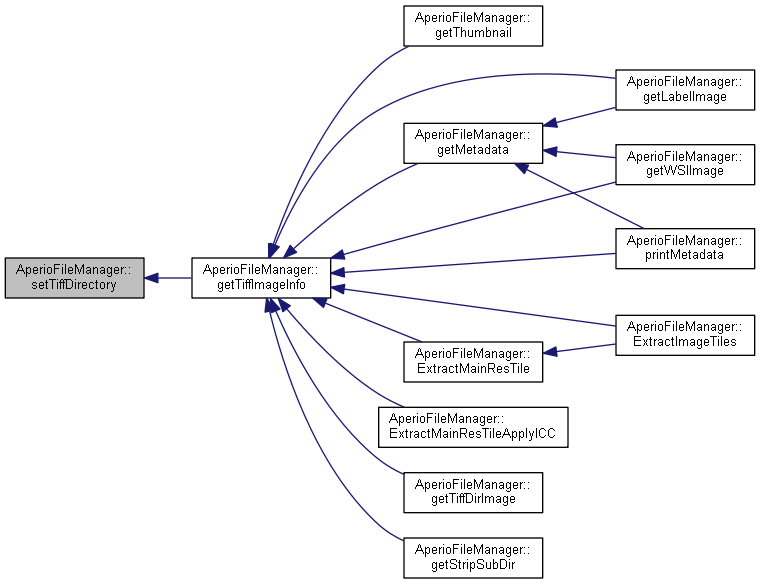 AperioFileManager::
getThumbnail
AperioFileManager::
getLabelImage
AperioFileManager::
getMetadata
AperioFileManager::
getWSIImage
AperioFileManager::
printMetadata
AperioFileManager::
setTiffDirectory
AperioFileManager::
getTiffImageInfo
AperioFileManager::
ExtractImageTiles
AperioFileManager::
ExtractMainResTile
AperioFileManager::
ExtractMainResTileApplyICC
AperioFileManager::
getTiffDirImage
AperioFileManager::
getStripSubDir